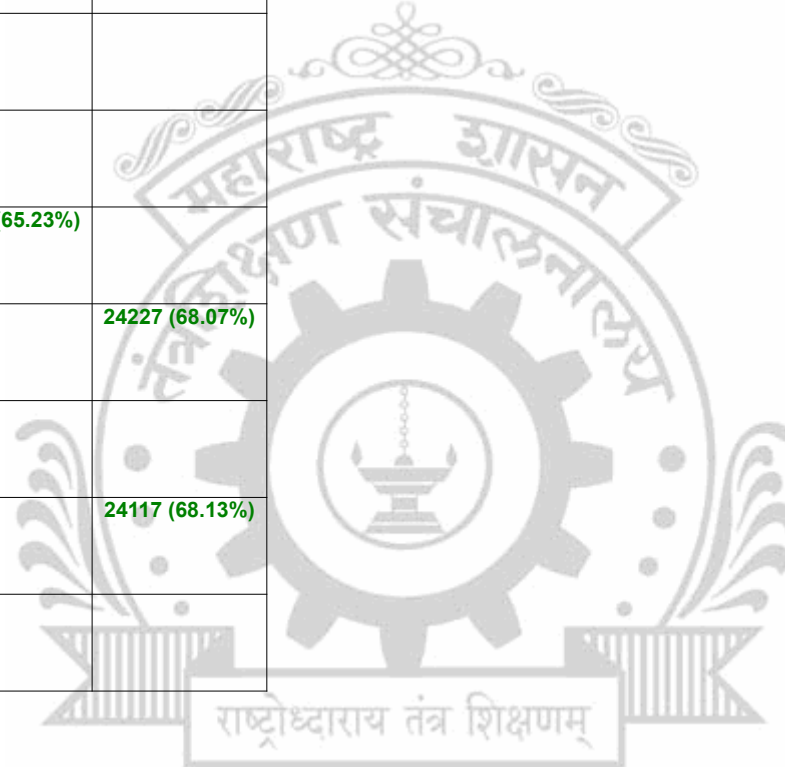 महाराष्ट्र शासन
तंत्रशिक्षण संचालनालय
65.23%)
24227 (68.07%)
24117 (68.13%)
राष्ट्रोध्दाराय तंत्र शिक्षणम्